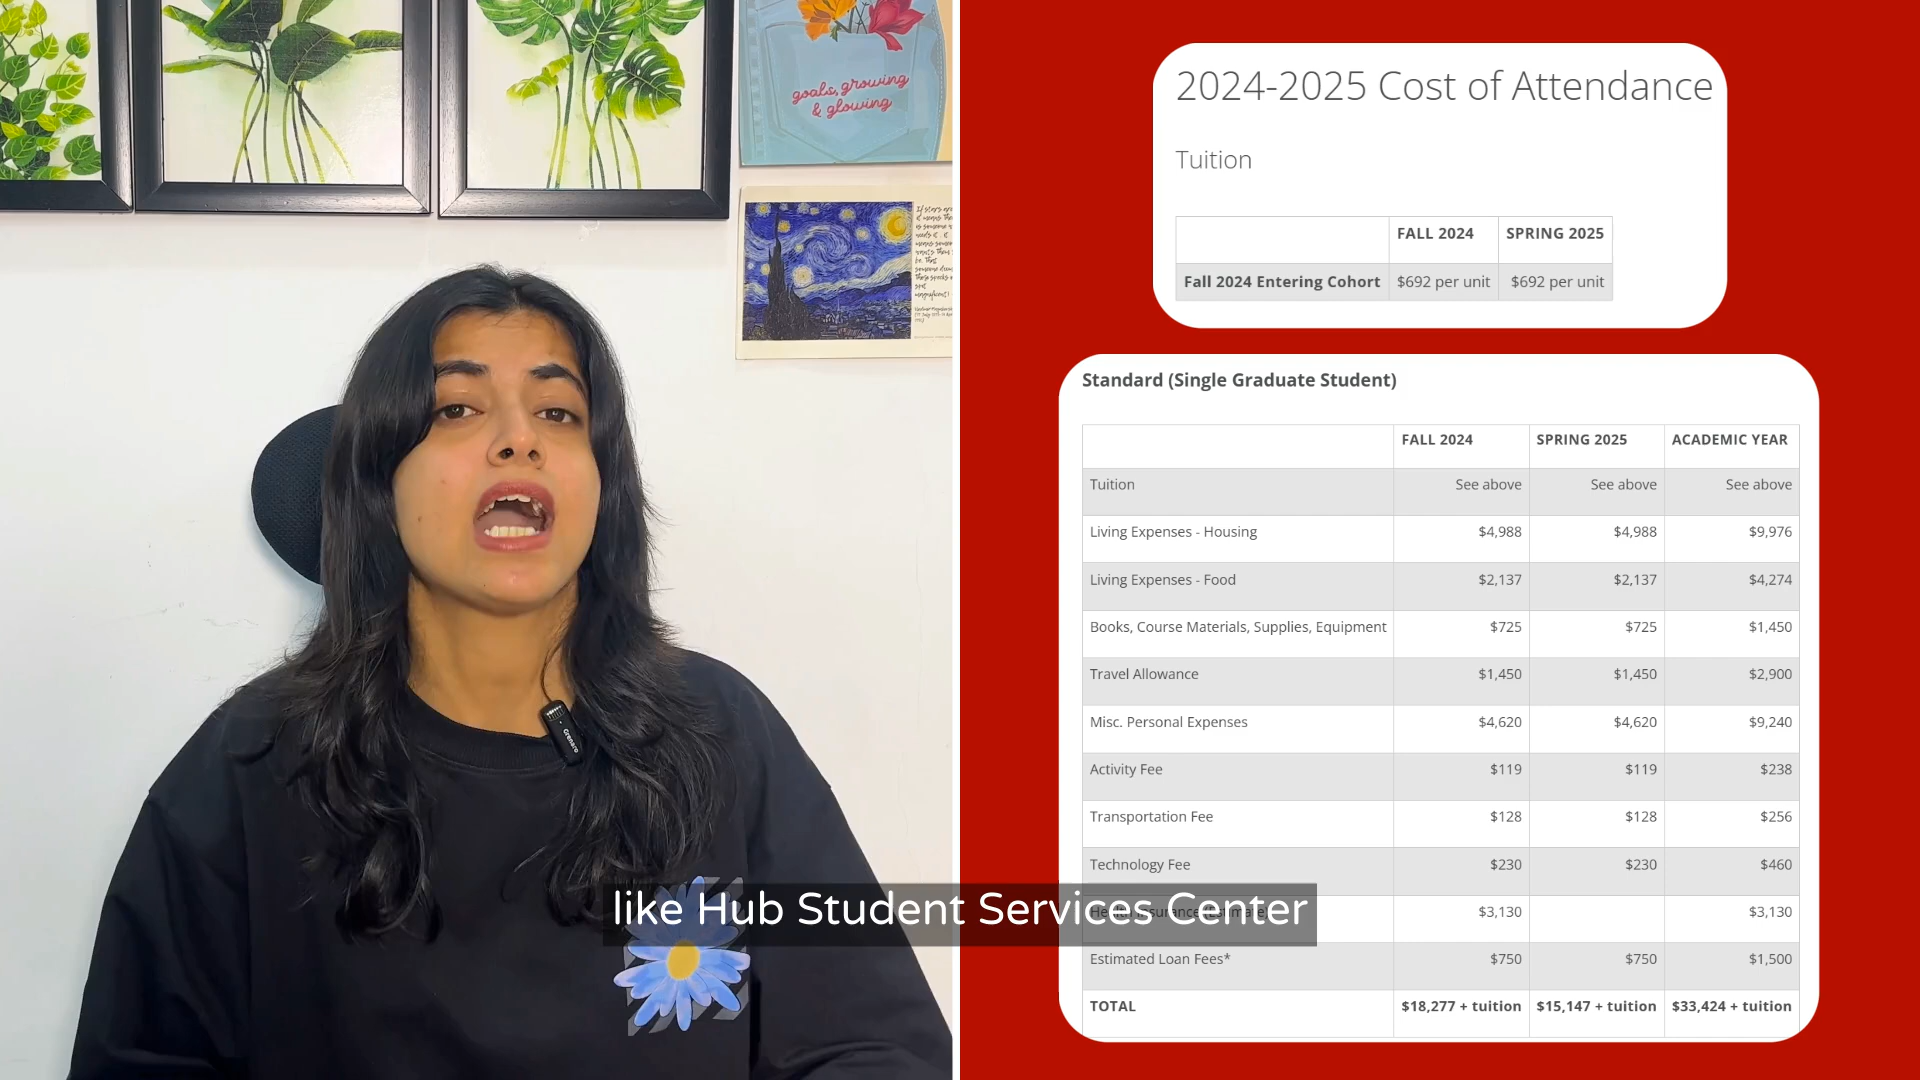 goals, growing
& glowing
2024-2025 Cost of Attendance
Tuition
FALL 2024 SPRING 2025
Fall 2024 Entering Cohort $692 per unit $692 per unit
Standard (Single Graduate Student)
FALL 2024 SPRING 2025 ACADEMIC YEAR
Tuition See above See above See above
Living Expenses - Housing $4,988 $4,988 $9,976
Living Expenses - Food $2,137 $2,137 $4,274
Books, Course Materials, Supplies, Equipment $725 $725 $1,450
Travel Allowance $1,450 $1,450 $2,900
Misc. Personal Expenses $4,620 $4,620 $9,240
Activity Fee $119 $119 $238
Transportation Fee $128 $128 $256
Technology Fee $230 $230 $460
Health Insurance (Estimate) $3,130 $3,130
like Hub Student Services Center
Estimated Loan Fees* $750 $750 $1,500
TOTAL $18,277 + tuition $15,147 + tuition $33,424 + tuition